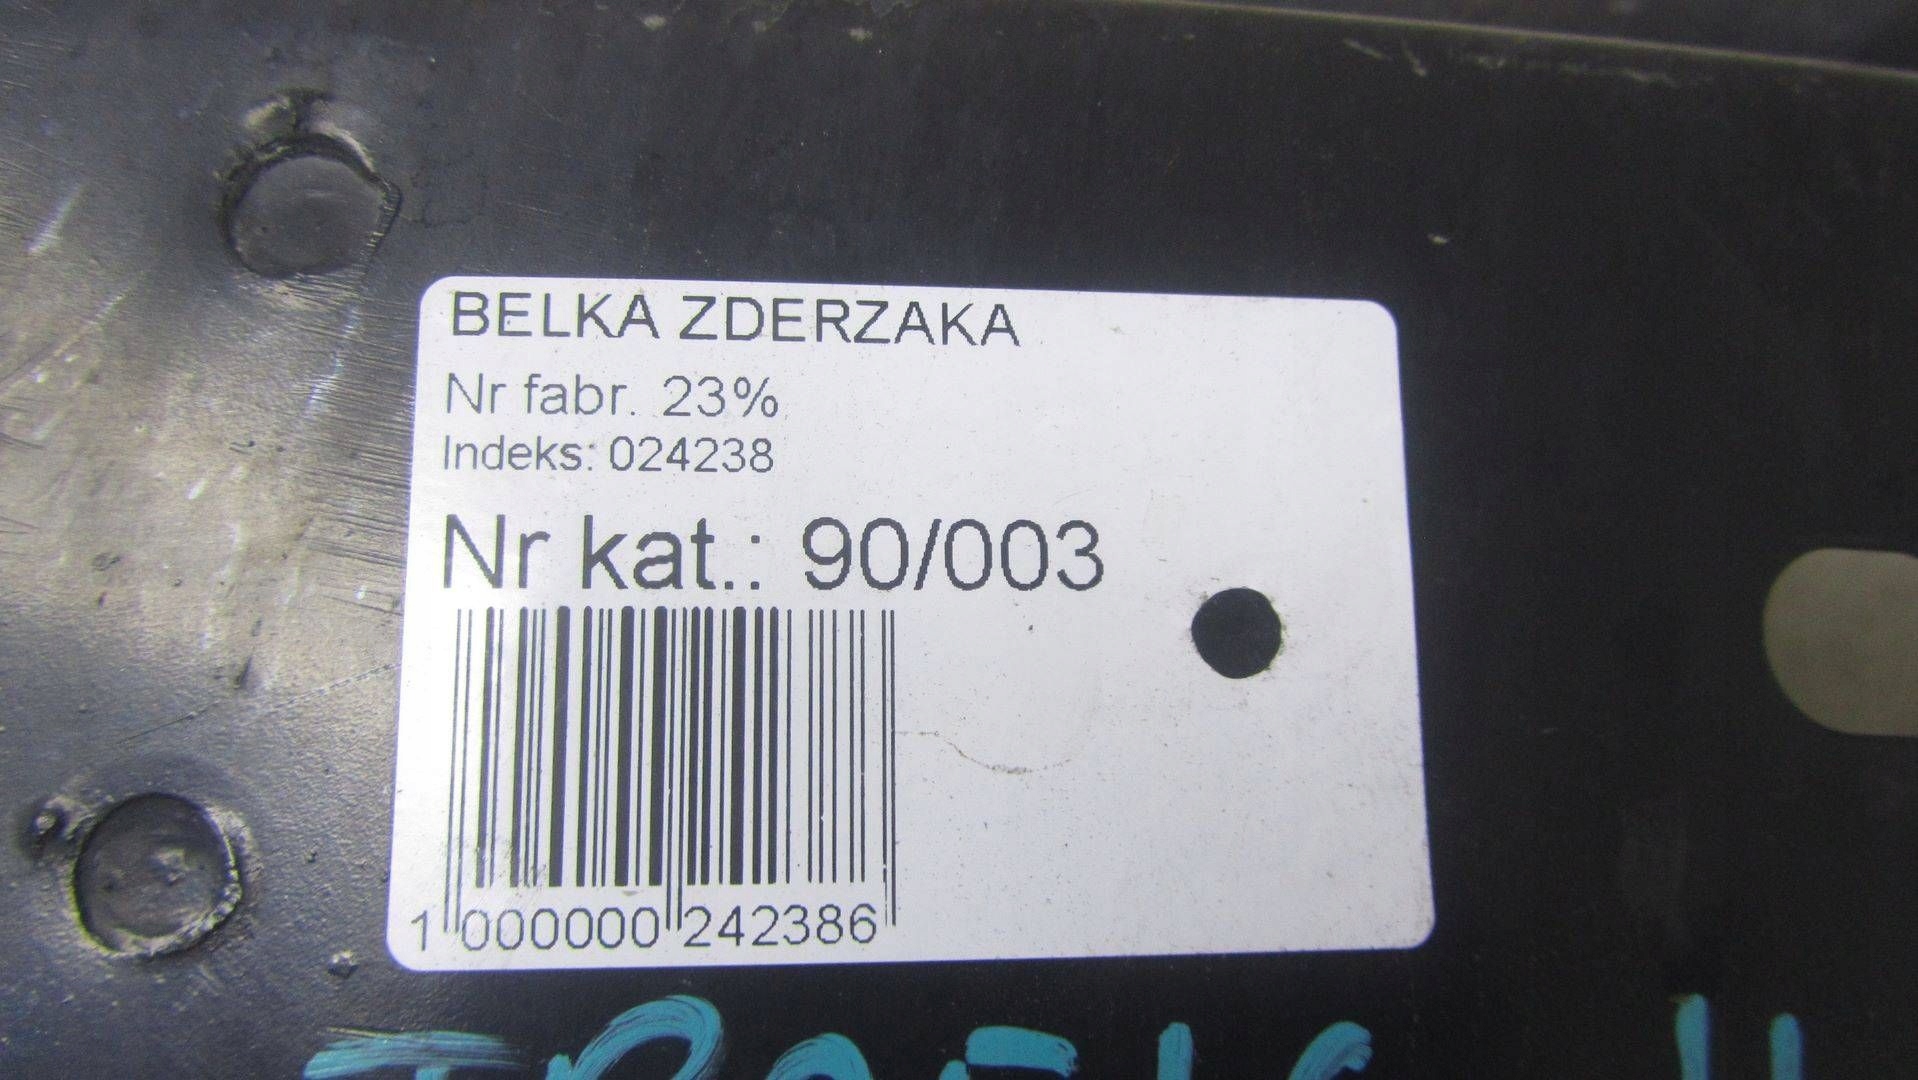 BELKA ZDERZAKA
Nr fabr. 23%
Indeks: 024238
Nr kat.: 90/003
1 000000 242386